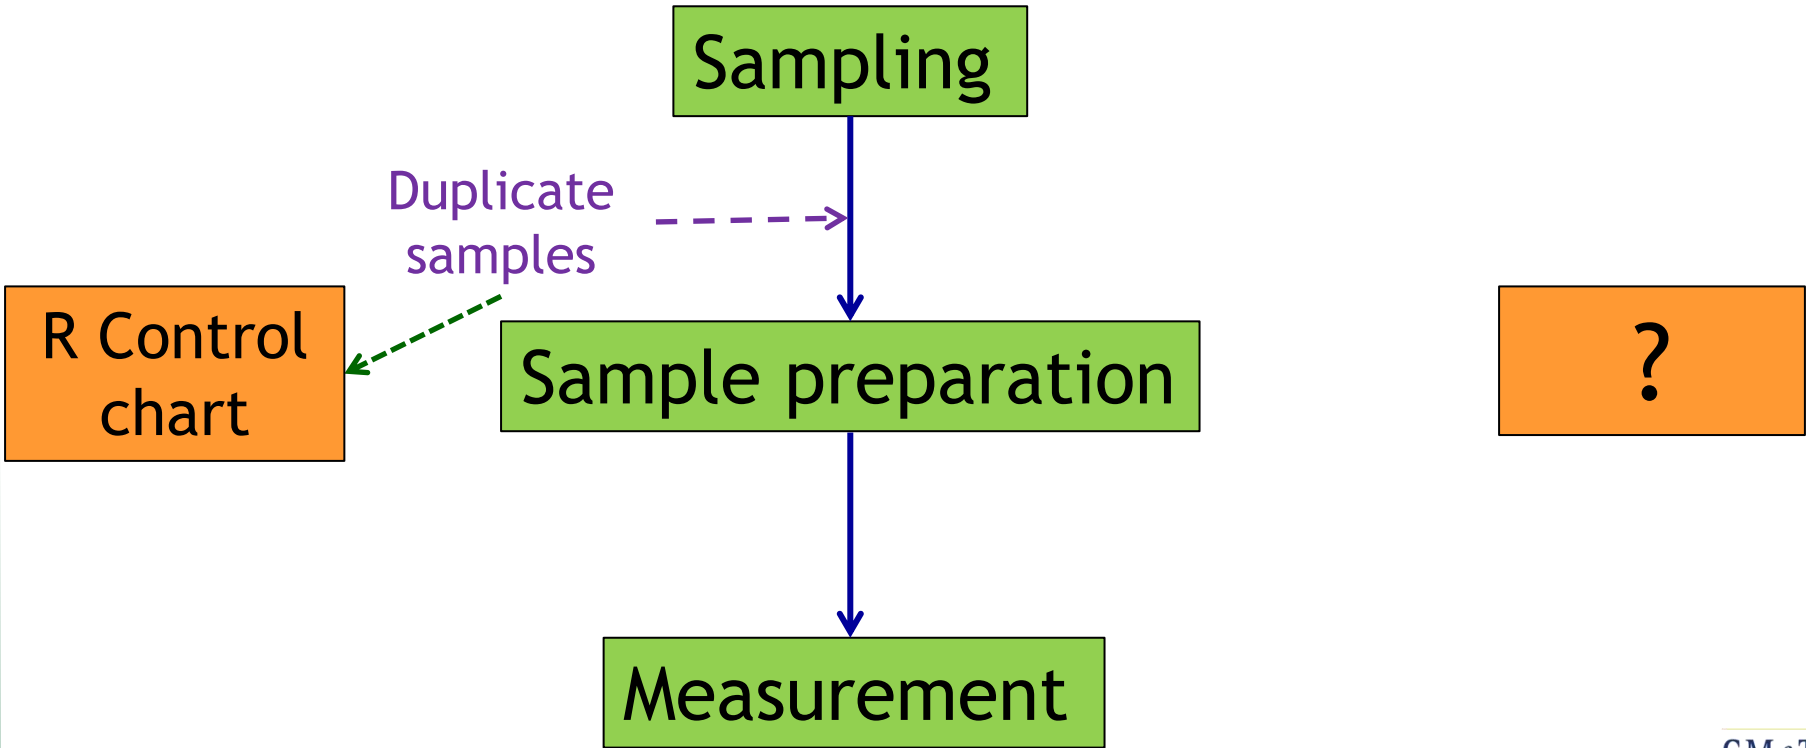 Sampling
Duplicate
samples
R Control
chart
Sample preparation
?
Measurement